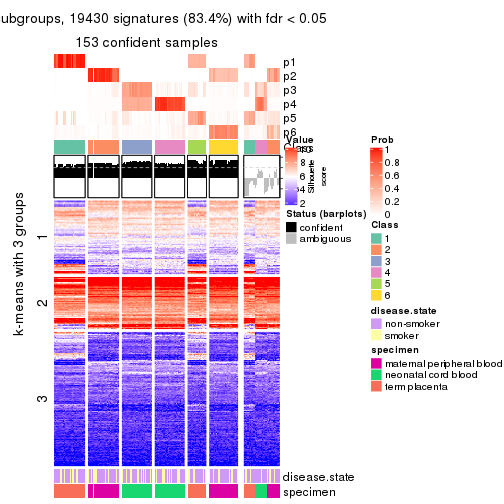 ubgroups, 19430 signatures (83.4%) with fdr < 0.05
153 confident samples
p1
p2
p3
p4
p5
p6
Class
k-means with 3 groups
1
2
3
Value
8
6
4
2
Silhouette
score
Status (barplots)
confident
ambiguous
Prob
1
0.8
0.6
0.4
0.2
0
Class
1
2
3
4
5
6
disease.state
non-smoker
smoker
specimen
maternal peripheral blood
neonatal cord blood
term placenta
disease.state
specimen